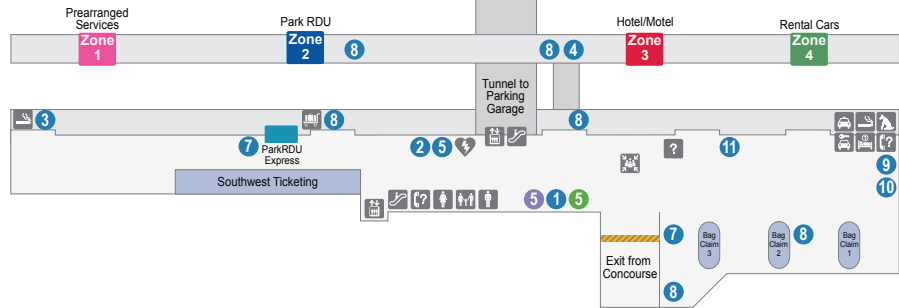 Prearranged
Services
Park RDU
Hotel/Motel
Rental Cars
Zone
1
Zone
2
8
8
4
Zone
3
Zone
4
Tunnel to
Parking
Garage
3
8
8
7
ParkRDU
Express
2
5
?
11
?
9
10
Southwest Ticketing
?
5
1
5
7
Bag
Claim
3
Bag
Claim
2
8
Bag
Claim
1
Exit from
Concourse
8